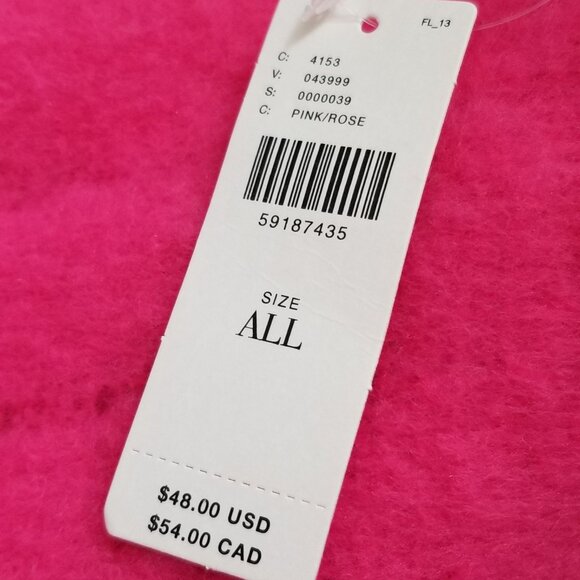 FL_13
C: 4153
V: 043999
S: 0000039
C: PINK/ROSE
59187435
SIZE
ALL
$48.00 USD
$54.00 CAD